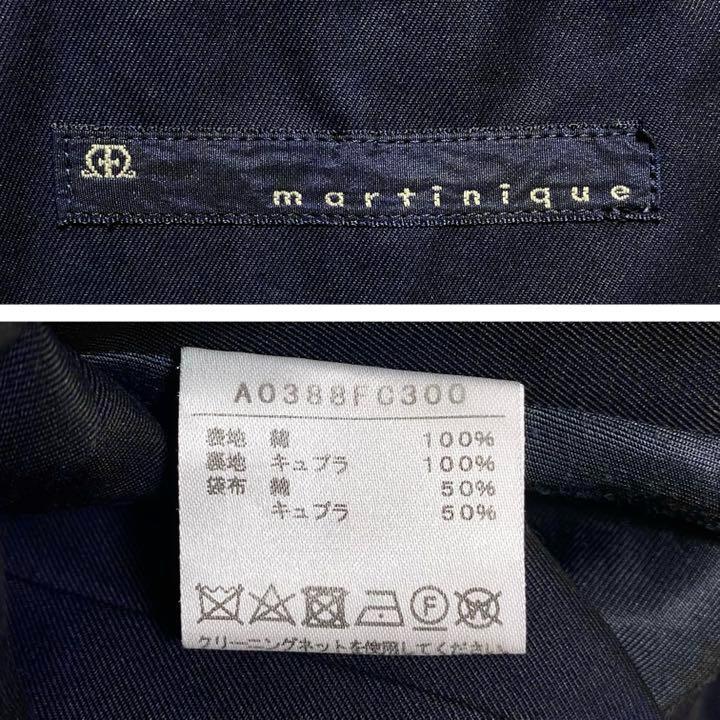 martinique
A0388FC300
表地 綿 100%
裏地 キュプラ 100%
袋布 綿 50%
キュプラ 50%
F W
クリーニングネットを使用してください